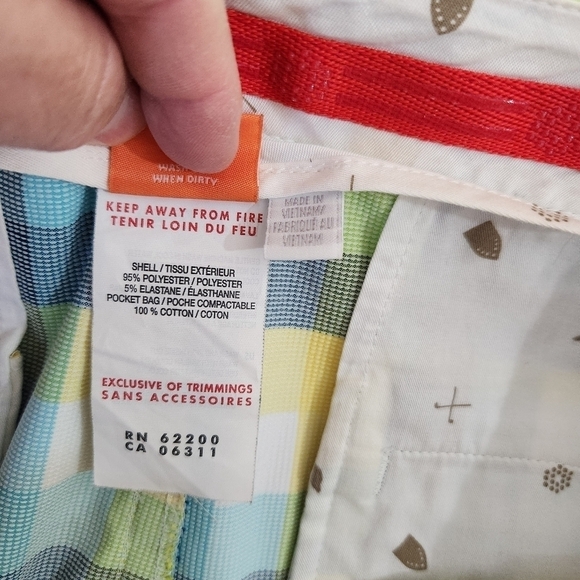 WHEN DIRTY
KEEP AWAY FROM FIRE
TENIR LOIN DU FEU
MADE IN
VIETNAM
FABRIQUÉ AU
VIETNAM
SHELL / TISSU EXTÉRIEUR
95% POLYESTER / POLYESTER
5% ELASTANE / ÉLASTHANNE
POCKET BAG / POCHE COMPACTABLE
100 % COTTON / COTON
EXCLUSIVE OF TRIMMINGS
SANS ACCESSOIRES
RN 62200
CA 06311